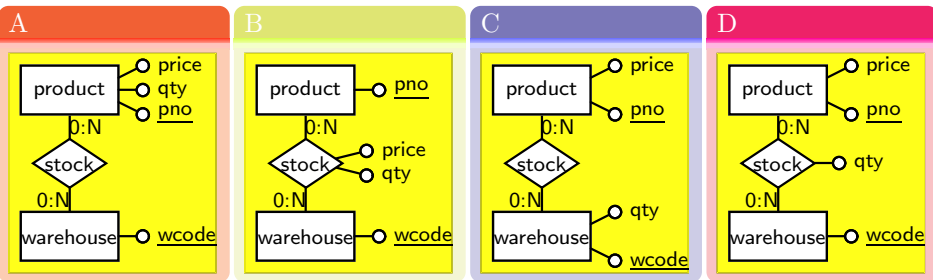 A
price
product
qty
pno
0:N
stock
0:N
warehouse
wcode
B
product
pno
0:N
price
stock
qty
0:N
warehouse
wcode
C
price
product
pno
0:N
stock
0:N
qty
warehouse
wcode
D
price
product
pno
0:N
stock
qty
0:N
warehouse
wcode